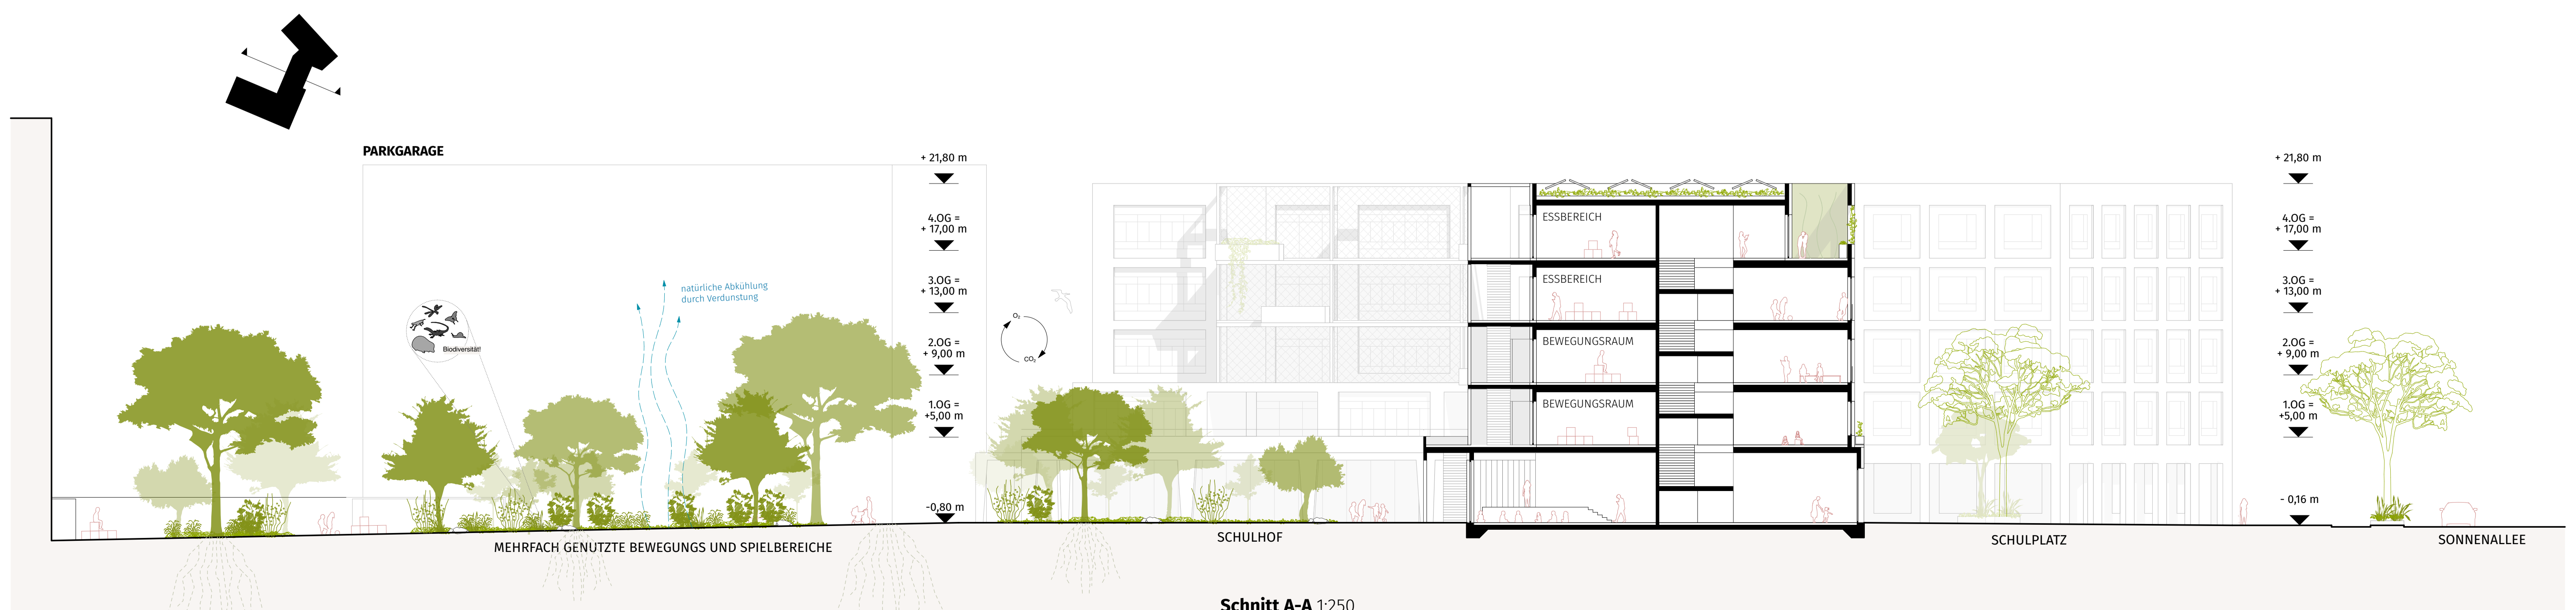 PARKGARAGE
+ 21,80 m
4.OG =
+ 17,00 m
3.OG =
+ 13,00 m
2.OG =
+ 9,00 m
1.OG =
+5,00 m
-0,80 m
natürliche Abkühlung
durch Verdunstung
Biodiversität!
O₂
CO₂
ESSBEREICH
ESSBEREICH
BEWEGUNGSRAUM
BEWEGUNGSRAUM
+ 21,80 m
4.OG =
+ 17,00 m
3.OG =
+ 13,00 m
2.OG =
+ 9,00 m
1.OG =
+5,00 m
- 0,16 m
MEHRFACH GENUTZTE BEWEGUNGS UND SPIELBEREICHE
SCHULHOF
SCHULPLATZ
SONNENALLEE
Schnitt A-A 1:250